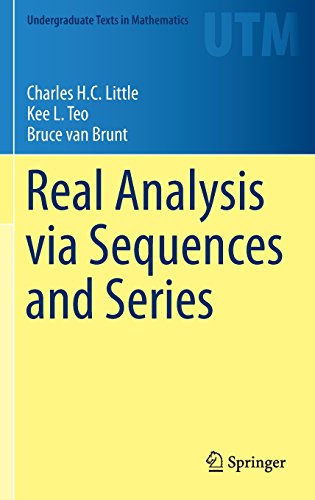 Undergraduate Texts in Mathematics
UTM
Charles H.C. Little
Kee L. Teo
Bruce van Brunt
Real Analysis
via Sequences
and Series
Springer